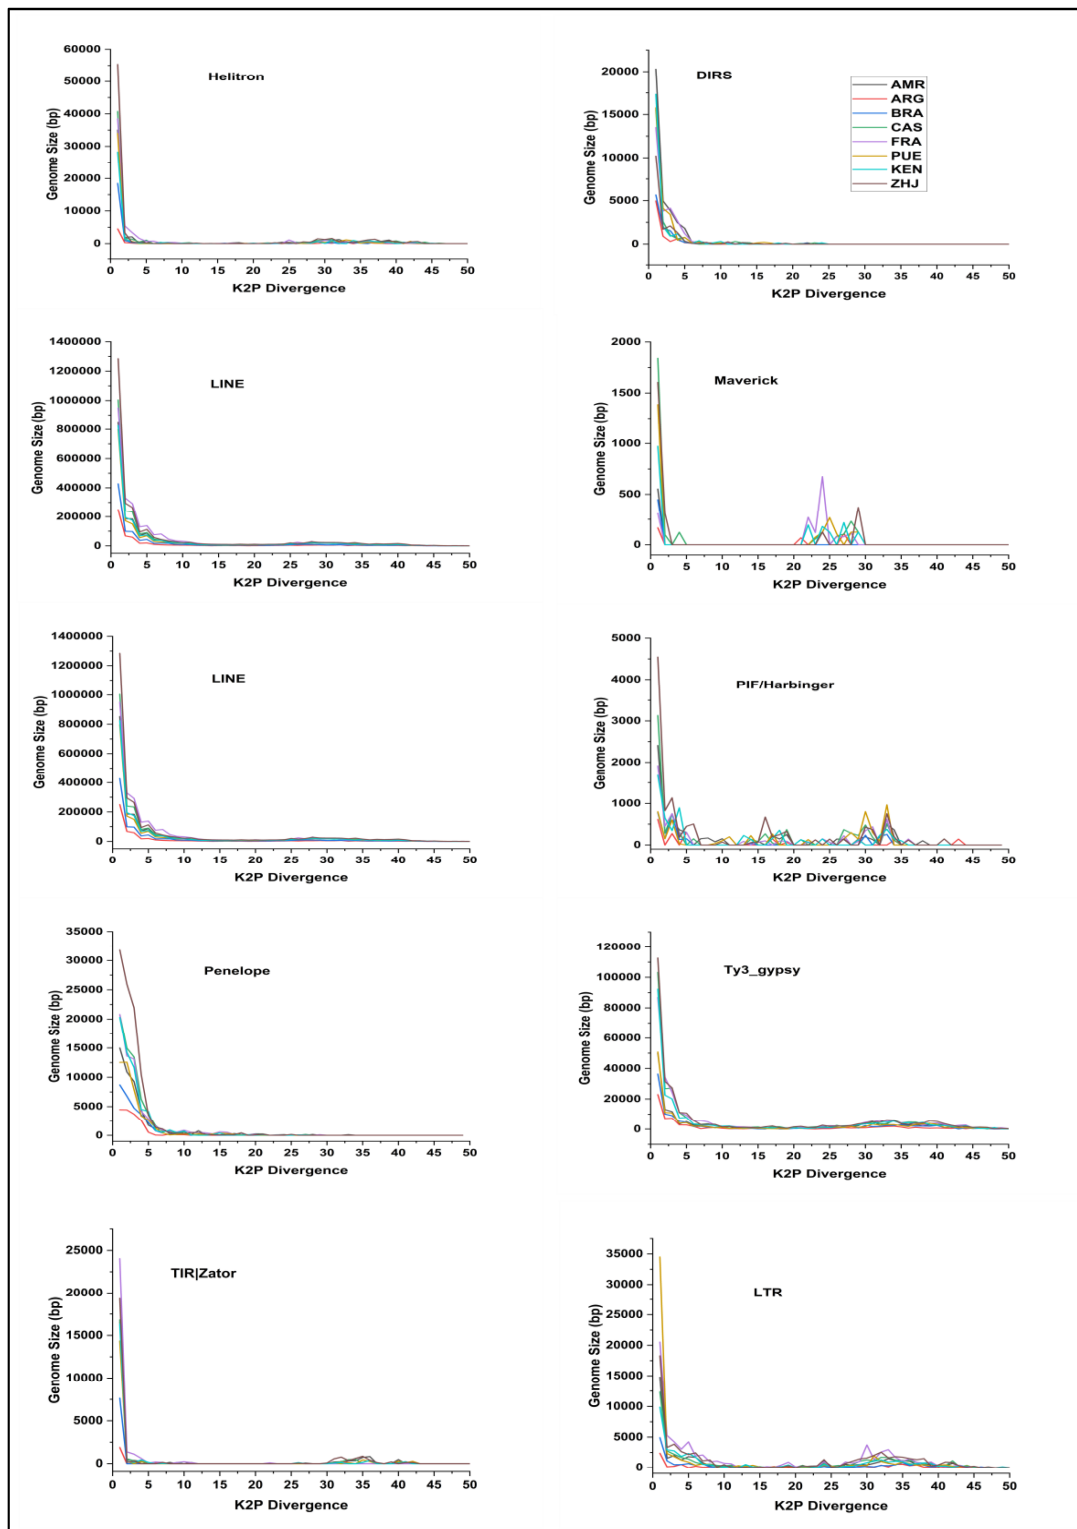 Helitron
Genome Size (bp)
60000
50000
40000
30000
20000
10000
0
0 5 10 15 20 25 30 35 40 45 50
K2P Divergence
DIRS
Genome Size (bp)
20000
15000
10000
5000
0
0 5 10 15 20 25 30 35 40 45 50
K2P Divergence
AMR
ARG
BRA
CAS
FRA
PUE
KEN
ZHJ
LINE
Genome Size (bp)
1400000
1200000
1000000
800000
600000
400000
200000
0
0 5 10 15 20 25 30 35 40 45 50
K2P Divergence
Maverick
Genome Size (bp)
2000
1500
1000
500
0
0 5 10 15 20 25 30 35 40 45 50
K2P Divergence
LINE
Genome Size (bp)
1400000
1200000
1000000
800000
600000
400000
200000
0
0 5 10 15 20 25 30 35 40 45 50
K2P Divergence
PIF/Harbinger
Genome Size (bp)
5000
4000
3000
2000
1000
0
0 5 10 15 20 25 30 35 40 45 50
K2P Divergence
Penelope
Genome Size (bp)
35000
30000
25000
20000
15000
10000
5000
0
0 5 10 15 20 25 30 35 40 45 50
K2P Divergence
Ty3_gypsy
Genome Size (bp)
120000
100000
80000
60000
40000
20000
0
0 5 10 15 20 25 30 35 40 45 50
K2P Divergence
TIR|Zator
Genome Size (bp)
25000
20000
15000
10000
5000
0
0 5 10 15 20 25 30 35 40 45 50
K2P Divergence
LTR
Genome Size (bp)
35000
30000
25000
20000
15000
10000
5000
0
0 5 10 15 20 25 30 35 40 45 50
K2P Divergence